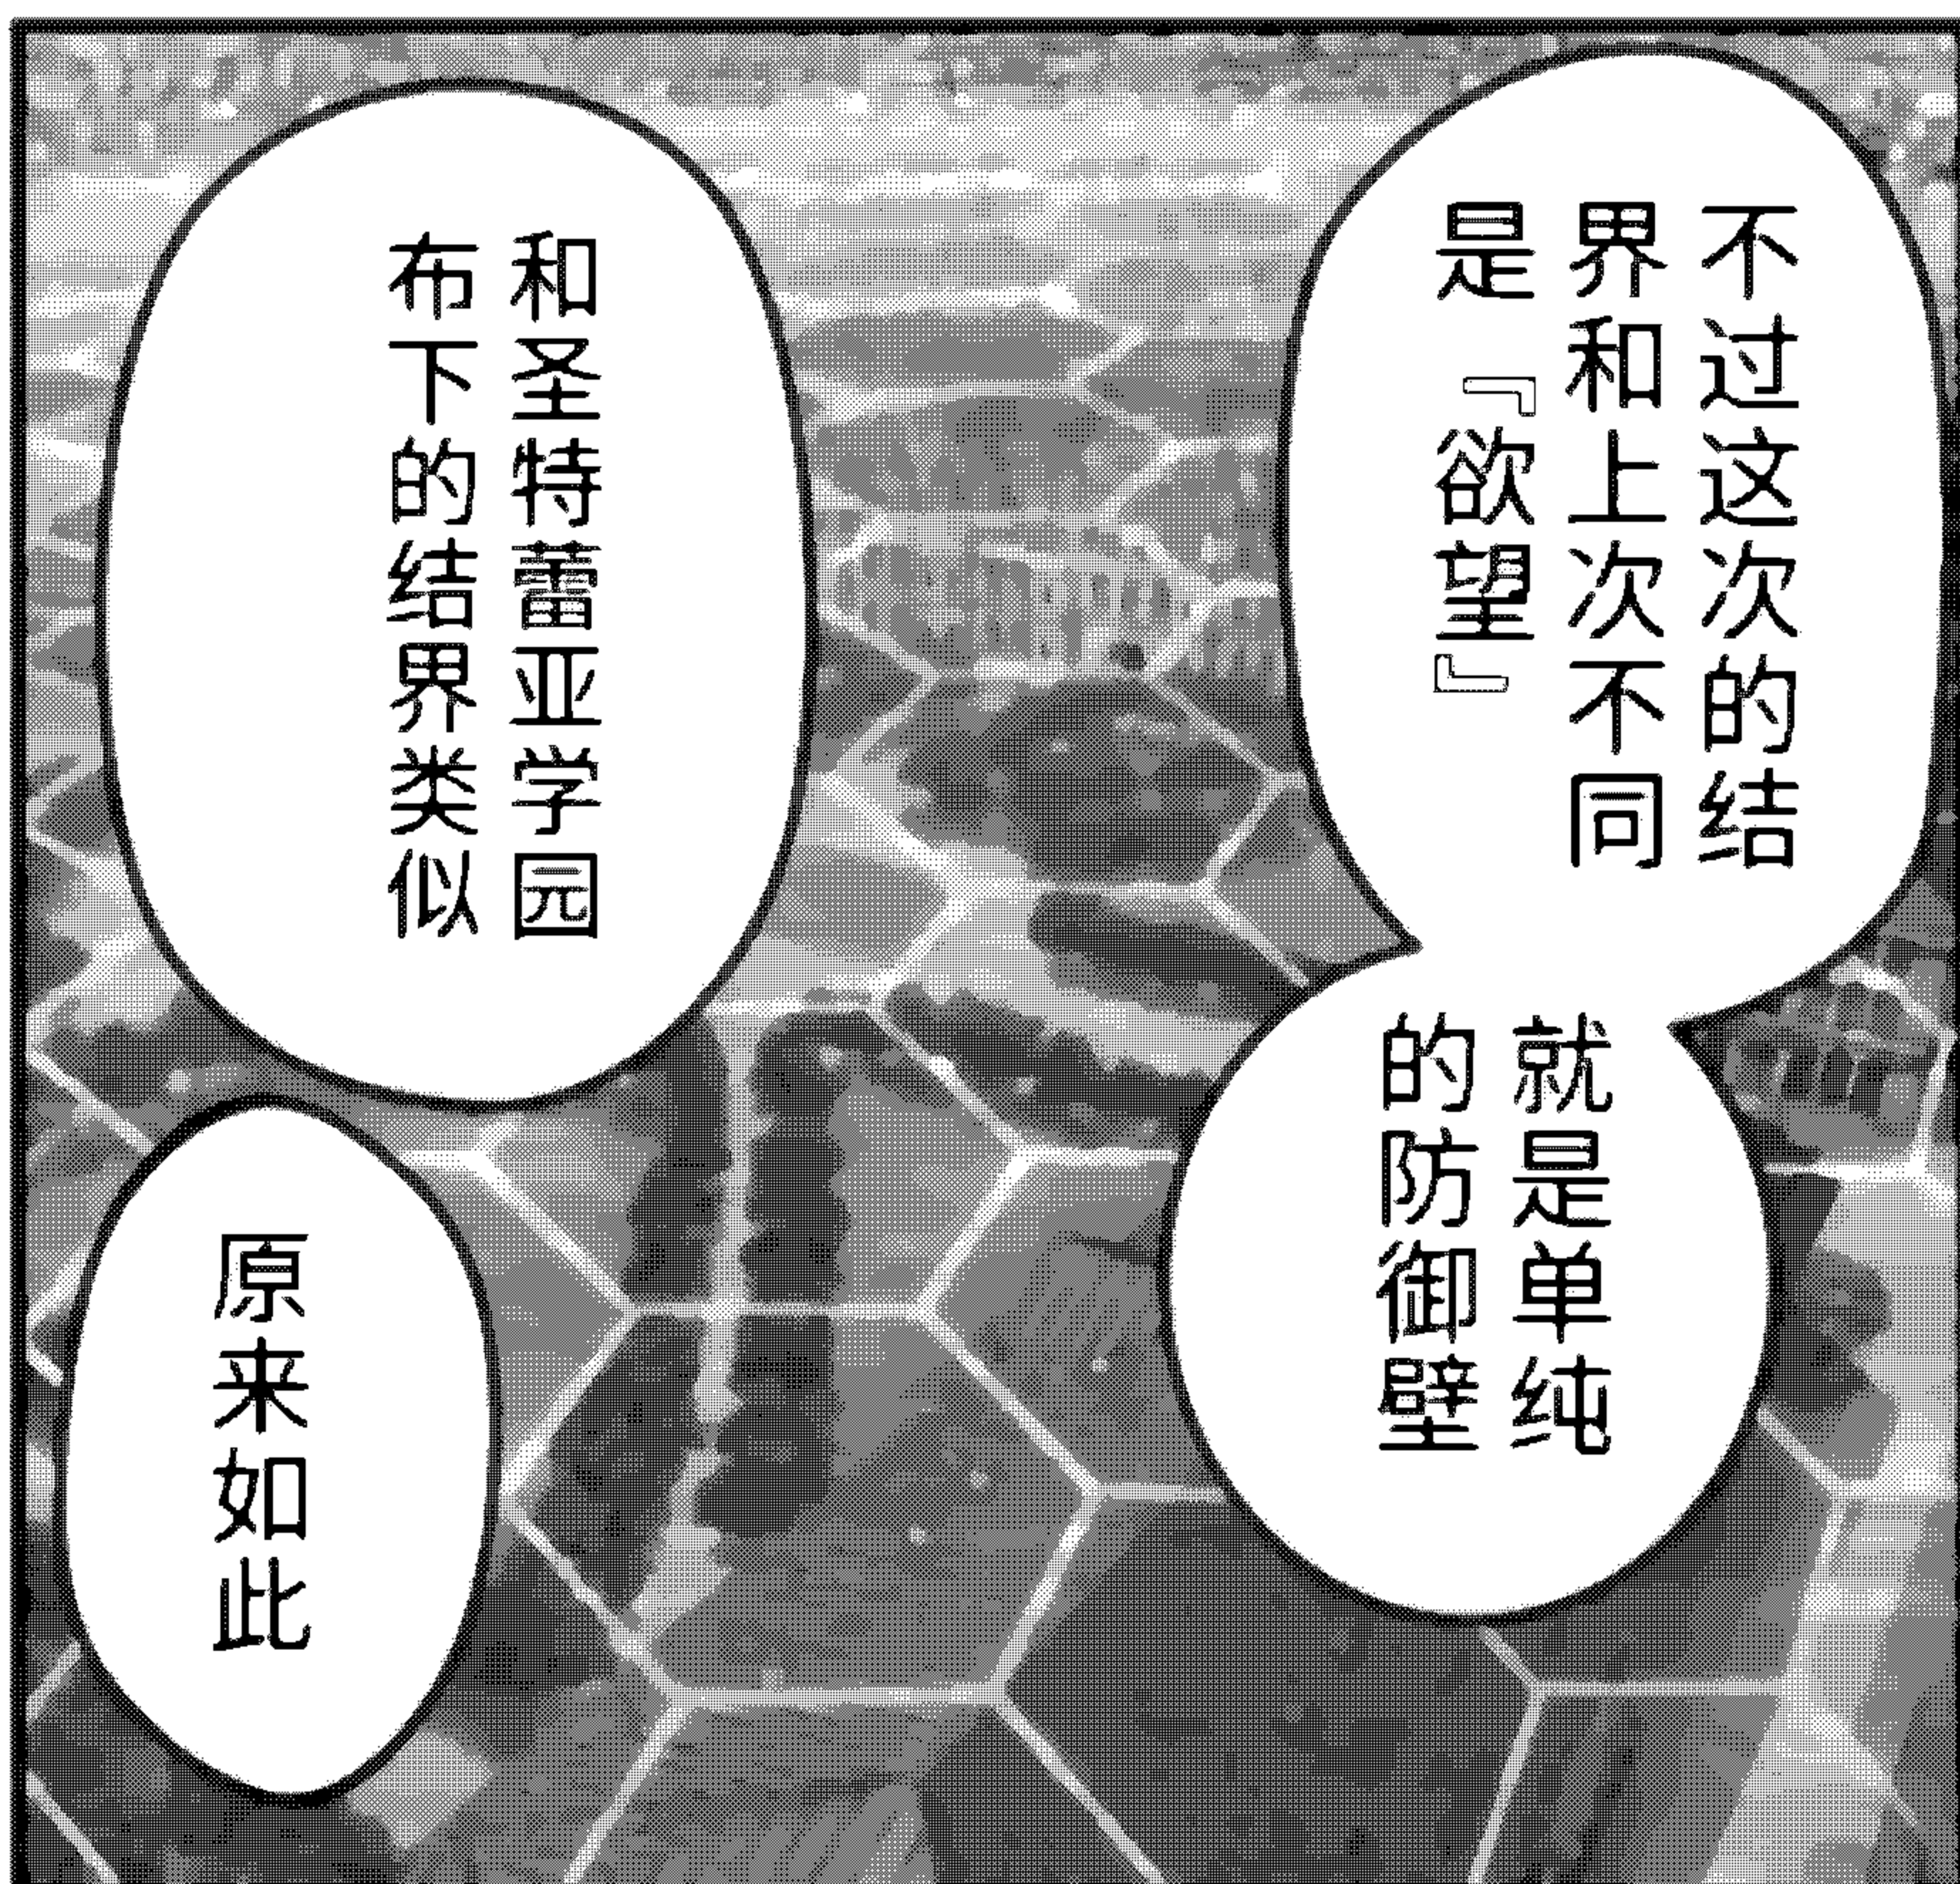 不过这次的结
界和上次不同
是『欲望』
就是单纯
的防御壁
和圣特蕾亚学园
布下的结界类似
原来如此